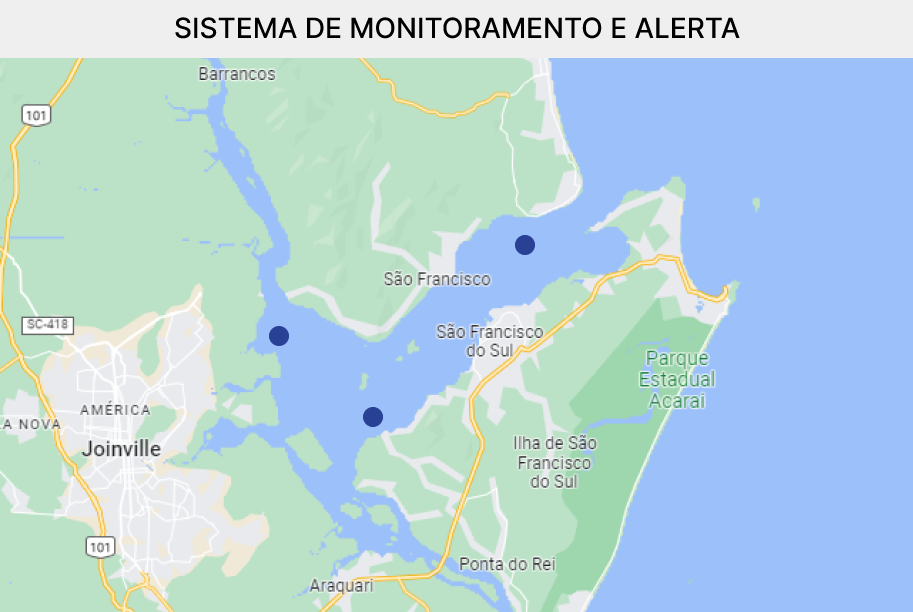 SISTEMA DE MONITORAMENTO E ALERTA
Barrancos
101
São Francisco
SC-418
São Francisco
do Sul
Parque
Estadual
Acarai
AMÉRICA
A NOVA
Joinville
Ilha de São
Francisco
do Sul
101
Ponta do Rei
Araquari